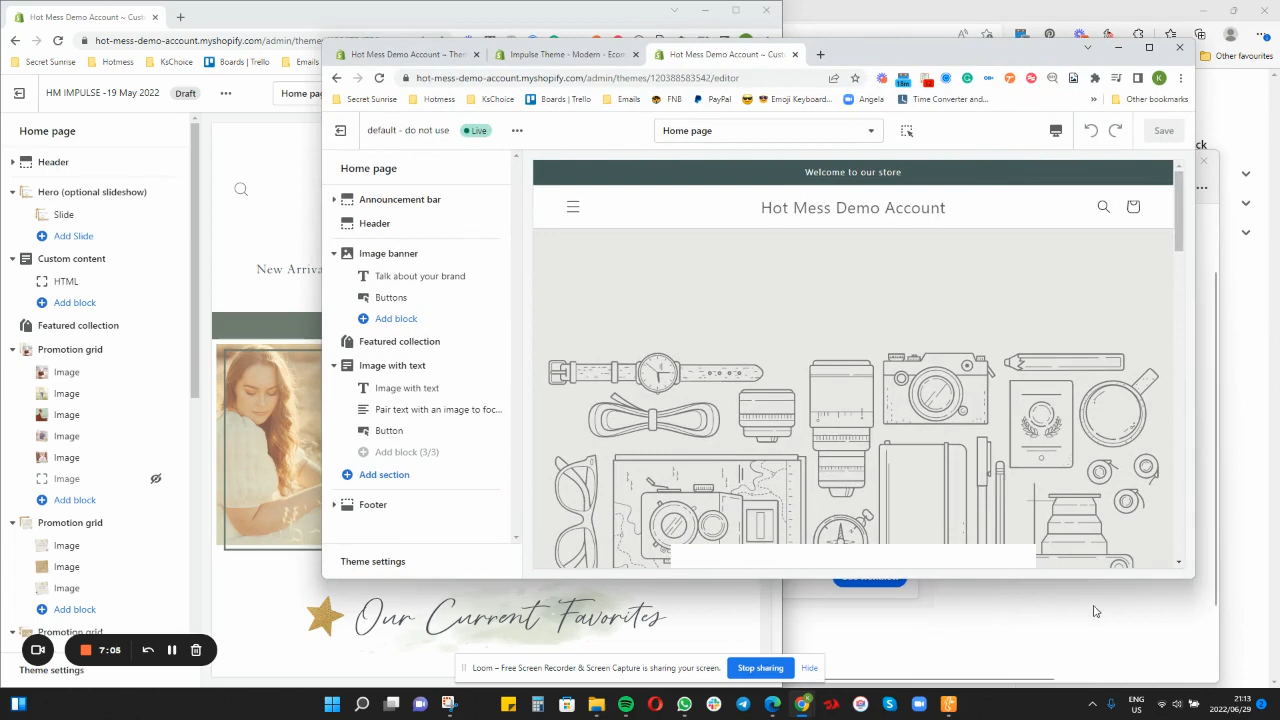 Hot Mess Demo Account ~ Cust
hot-mess-demo-account.myshopify.com/admin/them
Secret Sunrise
Hotmess
KsChoice
Boards | Trello
Emails
Other favourites
HM IMPULSE -19 May 2022
Draft
Home pag
Home page
Header
Hero (optional slideshow)
Slide
Add Slide
Custom content
HTML
Add block
Featured collection
Promotion grid
Image
Image
Image
Image
Image
Image
Add block
Promotion grid
Image
Image
Image
Add block
Promotion grid
Theme settings
7:08
New Arriva
Our Current Favorites
Hot Mess Demo Account ~ Them
Impulse Theme - Modern - Ecom
Hot Mess Demo Account ~ Cust
hot-mess-demo-account.myshopify.com/admin/themes/120388583542/editor
18m
Secret Sunrise
Hotmess
KsChoice
Boards | Trello
Emails
FNB
PayPal
Emoji Keyboard...
Angela
Time Converter and...
Other bookmarks
default - do not use
Live
Home page
Save
Home page
Announcement bar
Header
Image banner
Talk about your brand
Buttons
Add block
Featured collection
Image with text
Image with text
Pair text with an image to foc...
Button
Add block (3/3)
Add section
Footer
Theme settings
Welcome to our store
Hot Mess Demo Account
Loom – Free Screen Recorder & Screen Capture is sharing your screen.
Stop sharing
Hide
ENG
US
21:13
2022/06/29